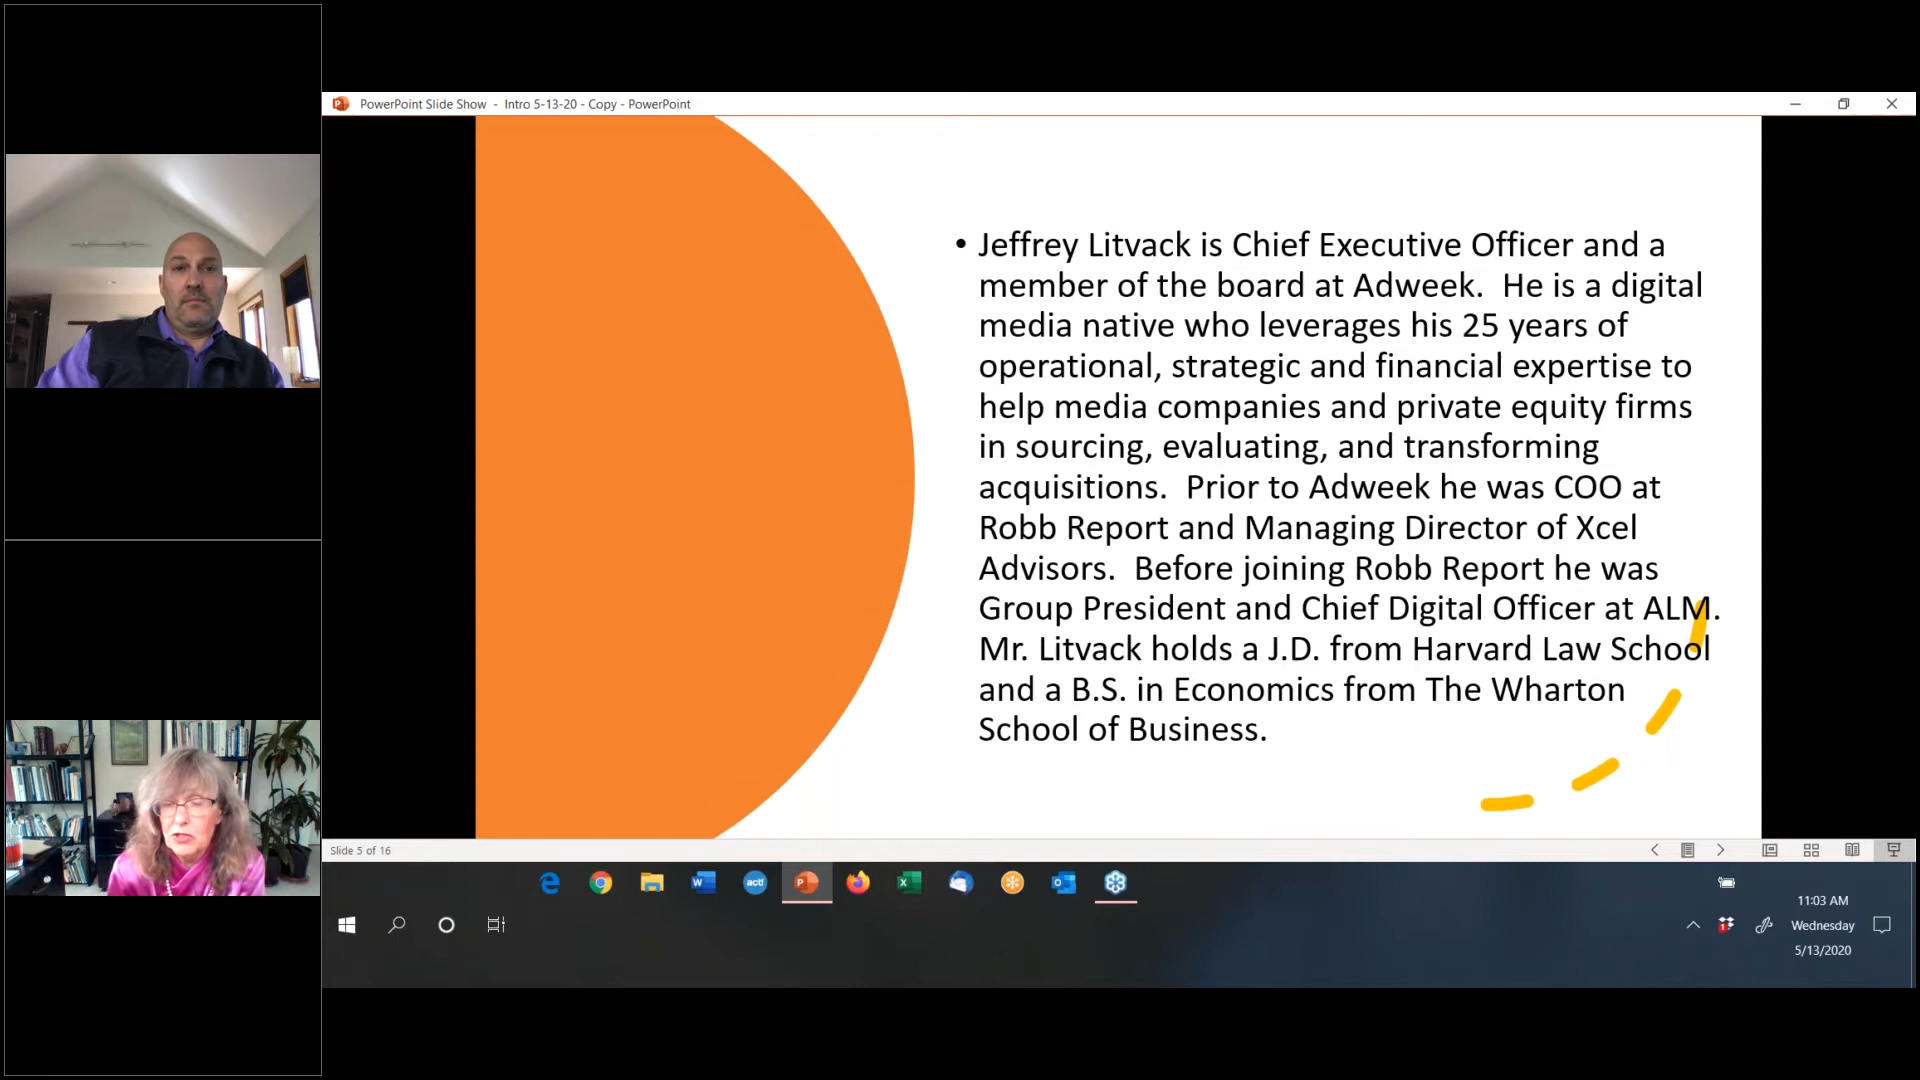 PowerPoint Slide Show - Intro 5-13-20 - Copy - PowerPoint
• Jeffrey Litvack is Chief Executive Officer and a
member of the board at Adweek.  He is a digital
media native who leverages his 25 years of
operational, strategic and financial expertise to
help media companies and private equity firms
in sourcing, evaluating, and transforming
acquisitions.  Prior to Adweek he was COO at
Robb Report and Managing Director of Xcel
Advisors.  Before joining Robb Report he was
Group President and Chief Digital Officer at ALM.
Mr. Litvack holds a J.D. from Harvard Law School
and a B.S. in Economics from The Wharton
School of Business.
Slide 5 of 16
act!
11:03 AM
Wednesday
5/13/2020